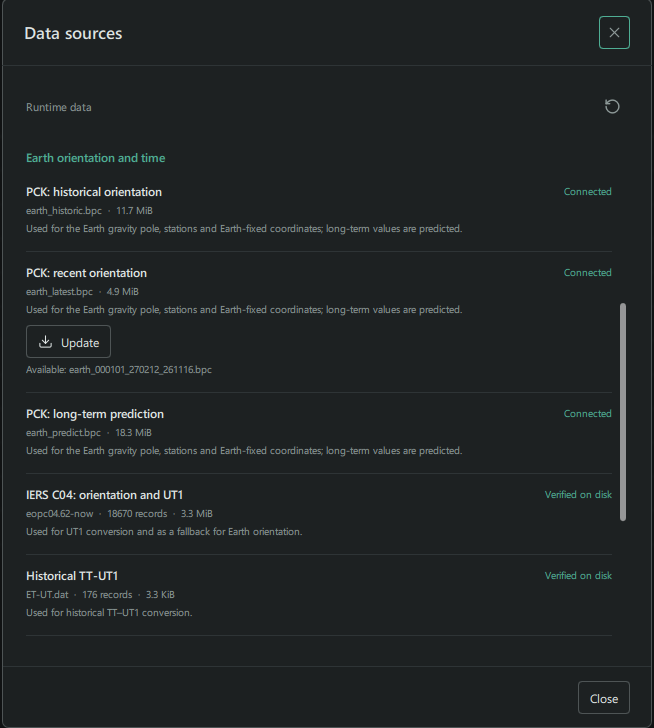 Data sources
Runtime data
Earth orientation and time
PCK: historical orientation
Connected
earth_historic.bpc · 11.7 MiB
Used for the Earth gravity pole, stations and Earth-fixed coordinates; long-term values are predicted.
PCK: recent orientation
Connected
earth_latest.bpc · 4.9 MiB
Used for the Earth gravity pole, stations and Earth-fixed coordinates; long-term values are predicted.
Update
Available: earth_000101_270212_261116.bpc
PCK: long-term prediction
Connected
earth_predict.bpc · 18.3 MiB
Used for the Earth gravity pole, stations and Earth-fixed coordinates; long-term values are predicted.
IERS C04: orientation and UT1
Verified on disk
eopc04.62-now · 18670 records · 3.3 MiB
Used for UT1 conversion and as a fallback for Earth orientation.
Historical TT-UT1
Verified on disk
ET-UT.dat · 176 records · 3.3 KiB
Used for historical TT–UT1 conversion.
Close